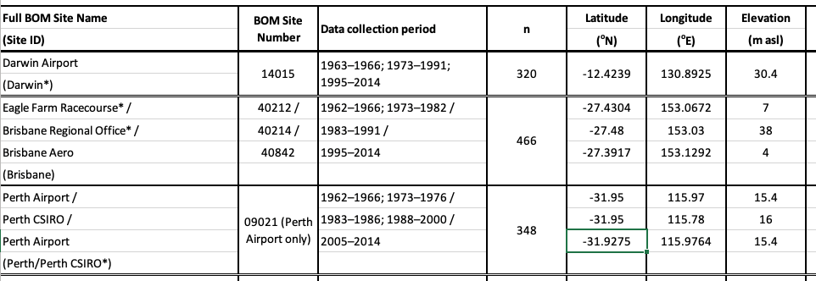 Full BOM Site Name (Site ID) BOM Site Number Data collection period n Latitude (°N) Longitude (°E) Elevation (m asl)
Darwin Airport 14015 1963–1966; 1973–1991; 320 -12.4239 130.8925 30.4
(Darwin*) 1995–2014
Eagle Farm Racecourse* / 40212 / 1962–1966; 1973–1982 / 466 -27.4304 153.0672 7
Brisbane Regional Office* / 40214 / 1983–1991 / -27.48 153.03 38
Brisbane Aero 40842 1995–2014 -27.3917 153.1292 4
(Brisbane)
Perth Airport / 09021 (Perth Airport only) 1962–1966; 1973–1976 / 348 -31.95 115.97 15.4
Perth CSIRO / 1983–1986; 1988–2000 / -31.95 115.78 16
Perth Airport 2005–2014 -31.9275 115.9764 15.4
(Perth/Perth CSIRO*)